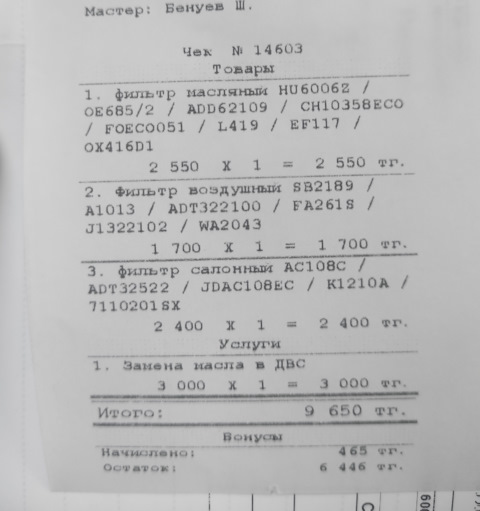 Мастер: Бенуев Ш.
Чек № 14603
Товары
1. фильтр масляный HU6006Z /
OE685/2 / ADD62109 / CH10358ECO
/ FOECO051 / L419 / EF117 /
OX416D1
2 550 X 1 = 2 550 тг.
2. Фильтр воздушный SB2189 /
A1013 / ADT322100 / FA261S /
J1322102 / WA2043
1 700 X 1 = 1 700 тг.
3. фильтр салонный AC108C /
ADT32522 / JDAC108EC / K1210A /
7110201SX
2 400 X 1 = 2 400 тг.
Услуги
1. Замена масла в ДВС
3 000 X 1 = 3 000 тг.
Итого: 9 650 тг.
Бонусы
Начислено: 465 тг.
Остаток: 6 446 тг.